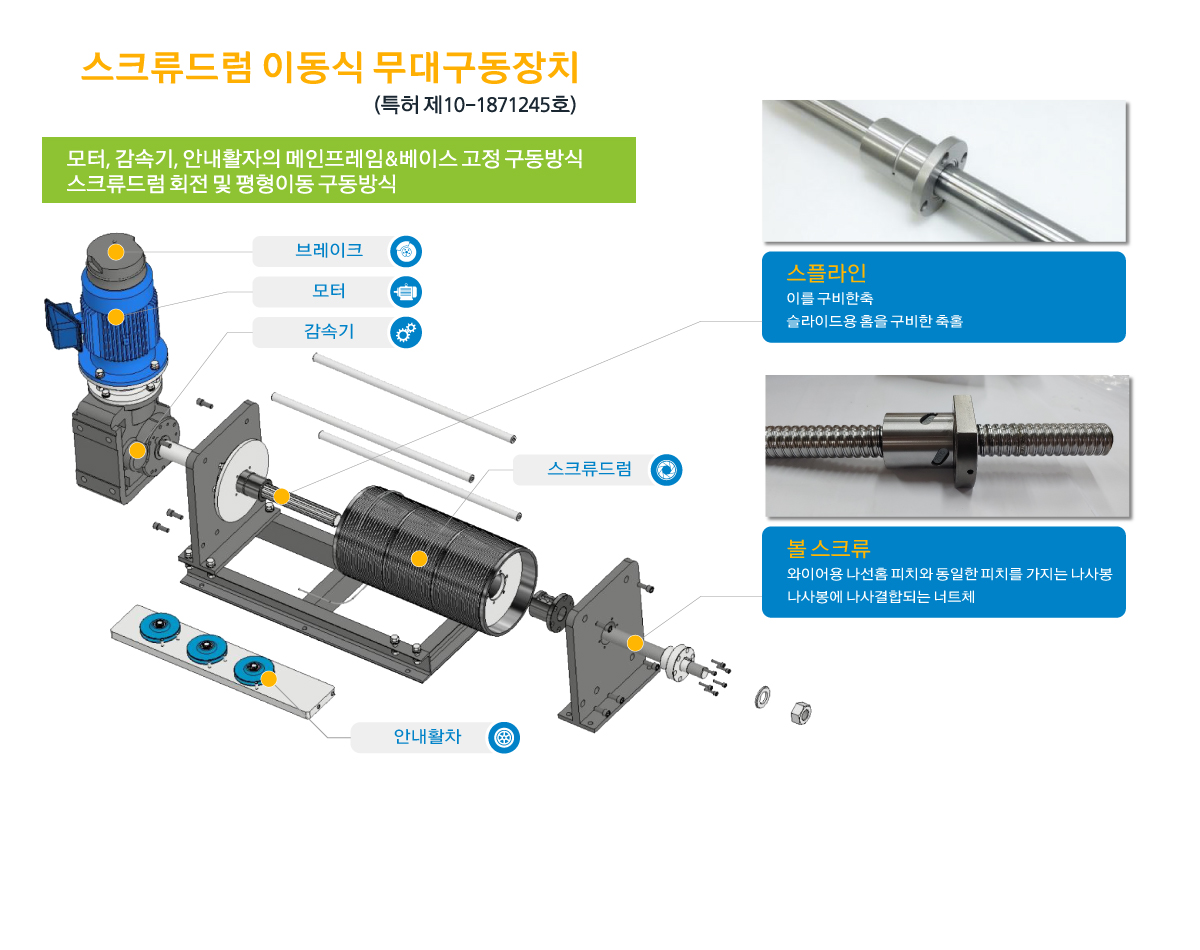 스크류드럼 이동식 무대구동장치
(특허 제10-1871245호)
모터, 감속기, 안내활자의 메인프레임&베이스 고정 구동방식
스크류드럼 회전 및 평형이동 구동방식
브레이크
모터
감속기
스크류드럼
안내활차
스플라인
이를 구비한축
슬라이드용 홈을 구비한 축홀
볼 스크류
와이어용 나선홈 피치와 동일한 피치를 가지는 나사봉
나사봉에 나사결합되는 너트체